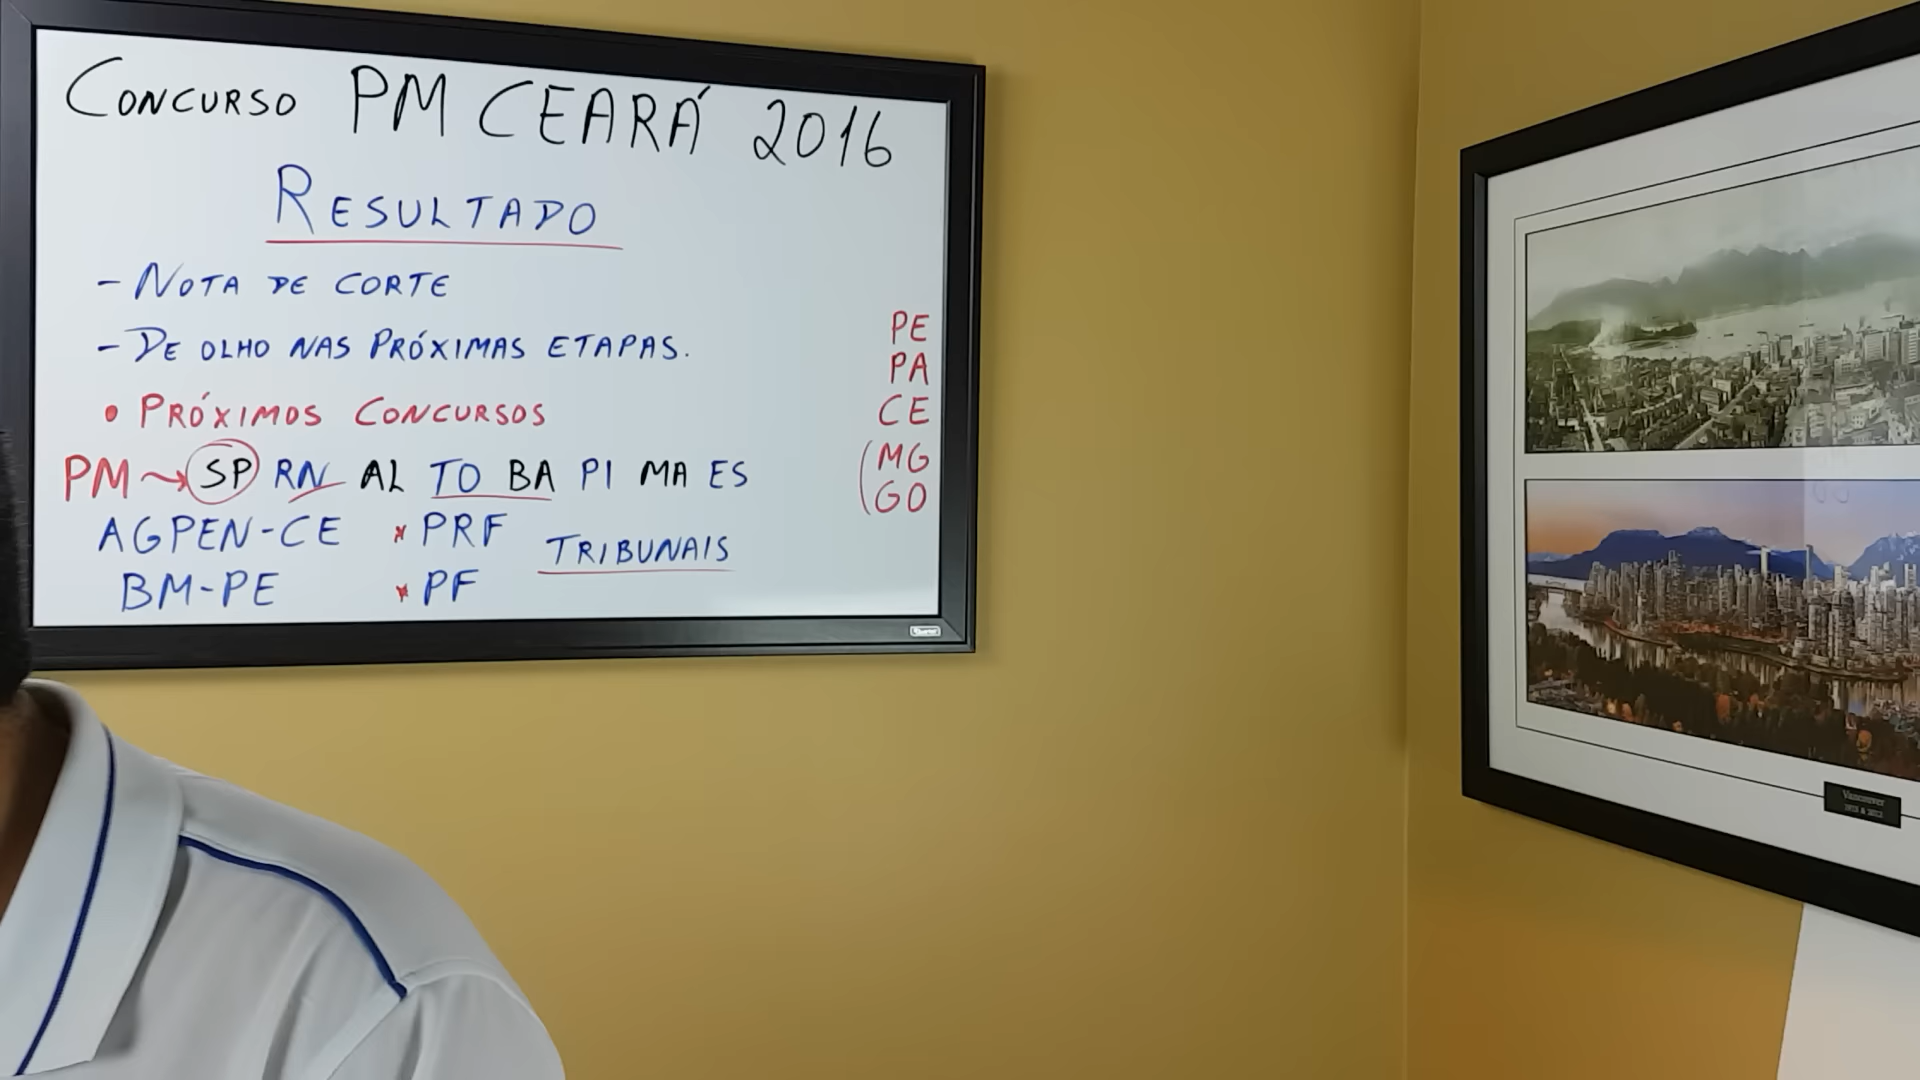 CONCURSO PM CEARÁ 2016
RESULTADO
- NOTA DE CORTE
- DE OLHO NAS PRÓXIMAS ETAPAS.
• PRÓXIMOS CONCURSOS
PM → SP RN AL TO BA PI MA ES
AGPEN-CE * PRF TRIBUNAIS
BM-PE * PF
PE
PA
CE
MG
GO
Vancouver